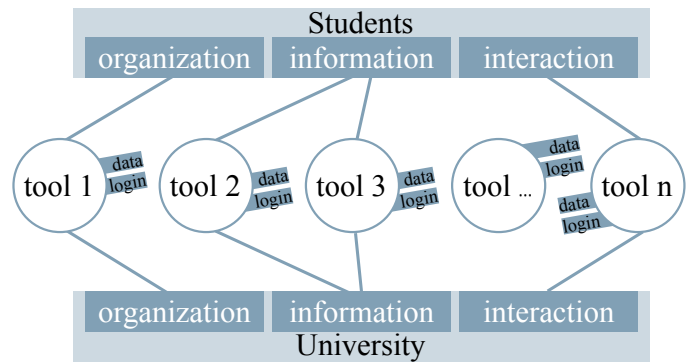 Students
organization information interaction
data
login
data
login
data
login
data
login
data
login
tool 1 tool 2 tool 3 tool ... tool n
organization information interaction
University